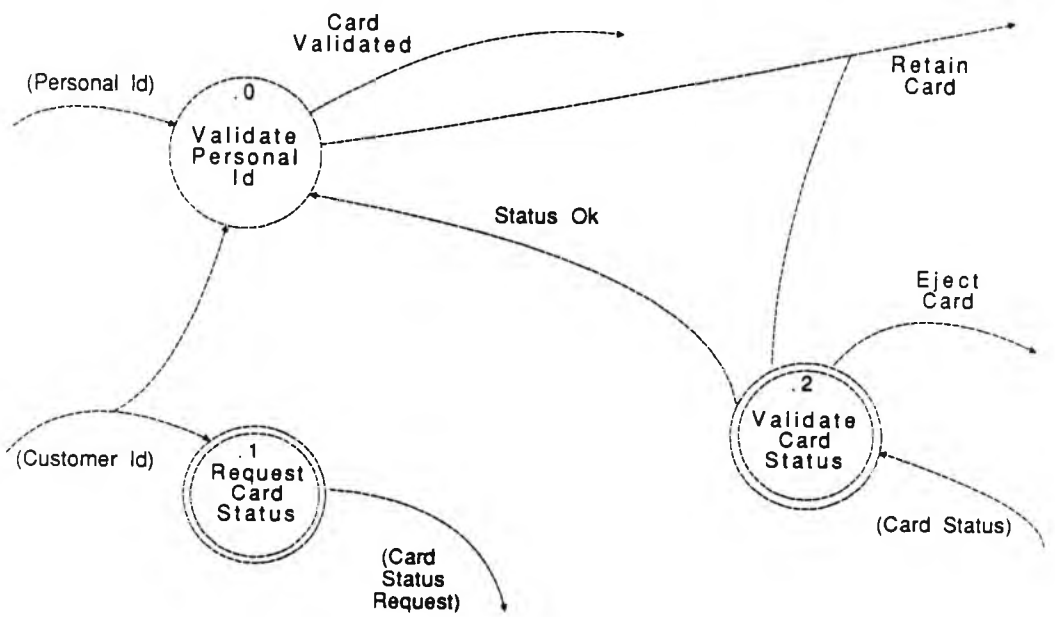 Card
Validated
(Personal Id)
.0
Validate
Personal
Id
Retain
Card
Status Ok
Eject
Card
.2
Validate
Card
Status
(Customer Id)
.1
Request
Card
Status
(Card Status)
(Card
Status
Request)